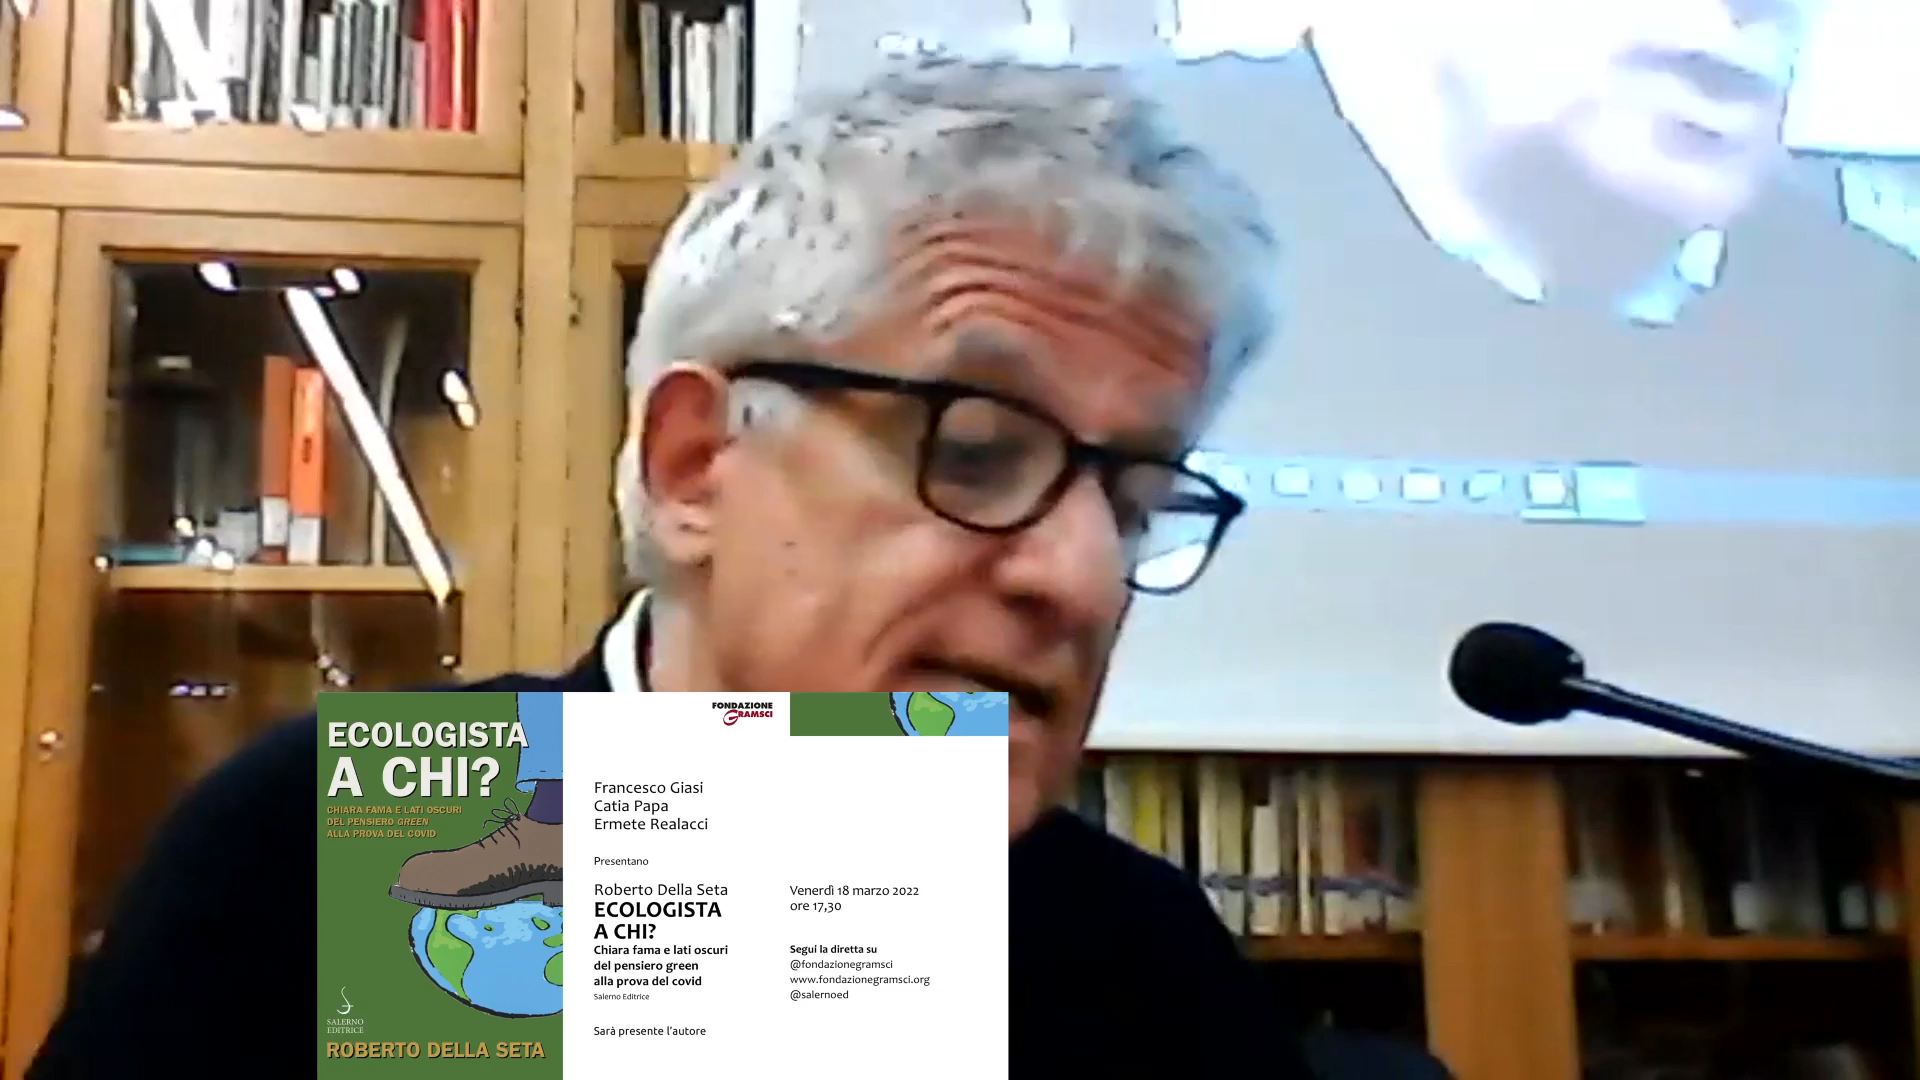 ECOLOGISTA
A CHI?
CHIARA FAMA E LATI OSCURI
DEL PENSIERO GREEN
ALLA PROVA DEL COVID
SALERNO
EDITRICE
ROBERTO DELLA SETA
FONDAZIONE
GRAMSCI
Francesco Giasi
Catia Papa
Ermete Realacci
Presentano
Roberto Della Seta
ECOLOGISTA
A CHI?
Chiara fama e lati oscuri
del pensiero green
alla prova del covid
Salerno Editrice
Sarà presente l'autore
Venerdì 18 marzo 2022
ore 17,30
Segui la diretta su
@fondazionegramsci
www.fondazionegramsci.org
@salernoed